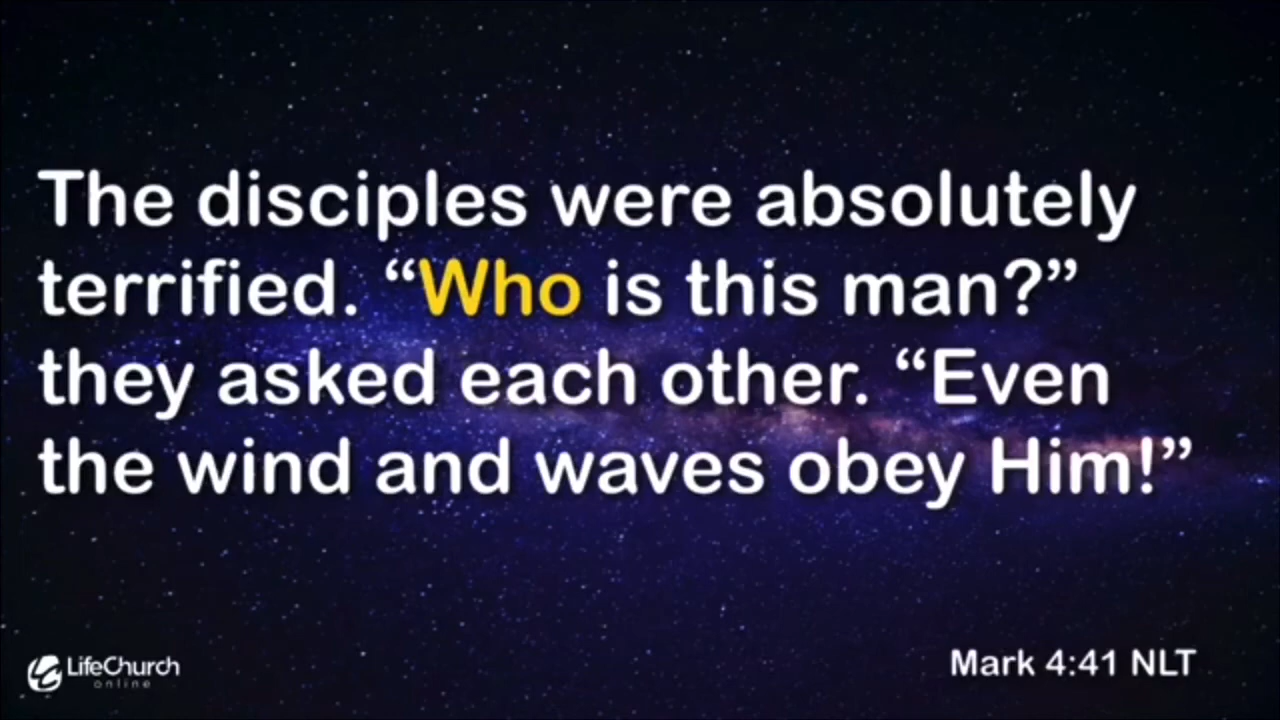 The disciples were absolutely
terrified. “Who is this man?”
they asked each other. “Even
the wind and waves obey Him!”
LifeChurch
online
Mark 4:41 NLT